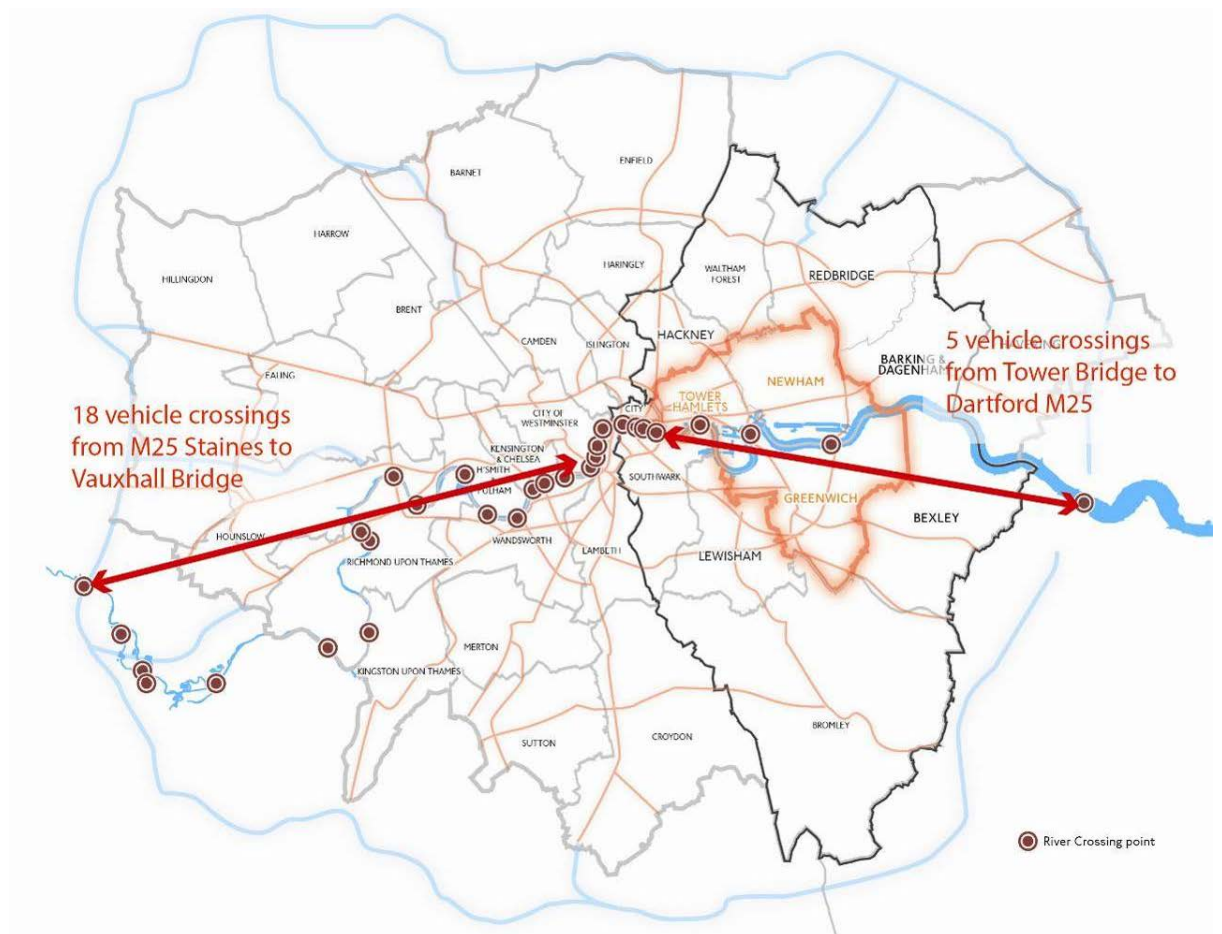 ENFIELD
BARNET
HARROW
HARINGLY
WALTHAM
FOREST
REDBRIDGE
HILLINGDON
BRENT
HACKNEY
CAMDEN
ISLINGTON
5 vehicle crossings
from Tower Bridge to
Dartford M25
BARKING &
DAGENHAM
EALING
NEWHAM
TOWER
HAMLETS
18 vehicle crossings
from M25 Staines to
Vauxhall Bridge
CITY OF
WESTMINSTER
CITY
KENSINGTON
& CHELSEA
H'SMITH
FULHAM
SOUTHWARK
GREENWICH
BEXLEY
HOUNSLOW
WANDSWORTH
LAMBETH
LEWISHAM
RICHMOND UPON THAMES
MERTON
KINGSTON UPON THAMES
BROMLEY
SUTTON
CROYDON
River Crossing point